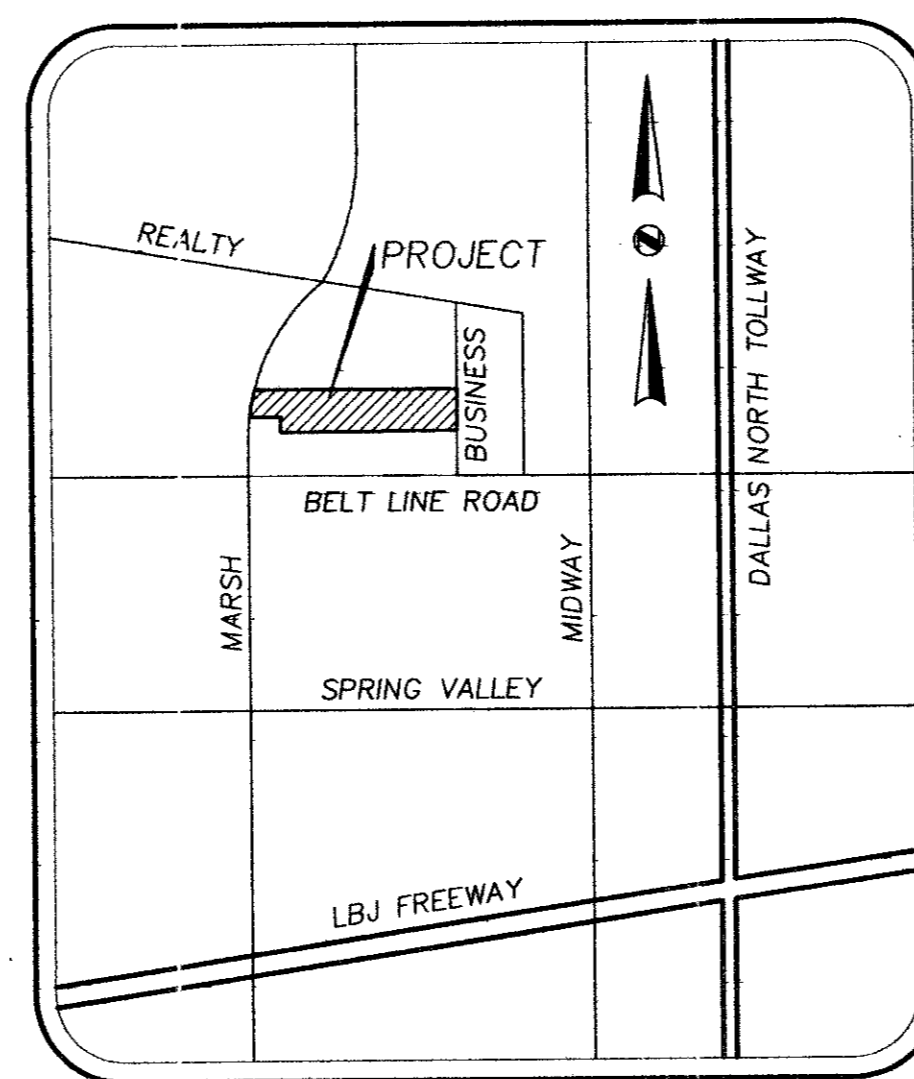 REALTY
PROJECT
BUSINESS
DALLAS NORTH TOLLWAY
BELT LINE ROAD
MARSH
MIDWAY
SPRING VALLEY
LBJ FREEWAY